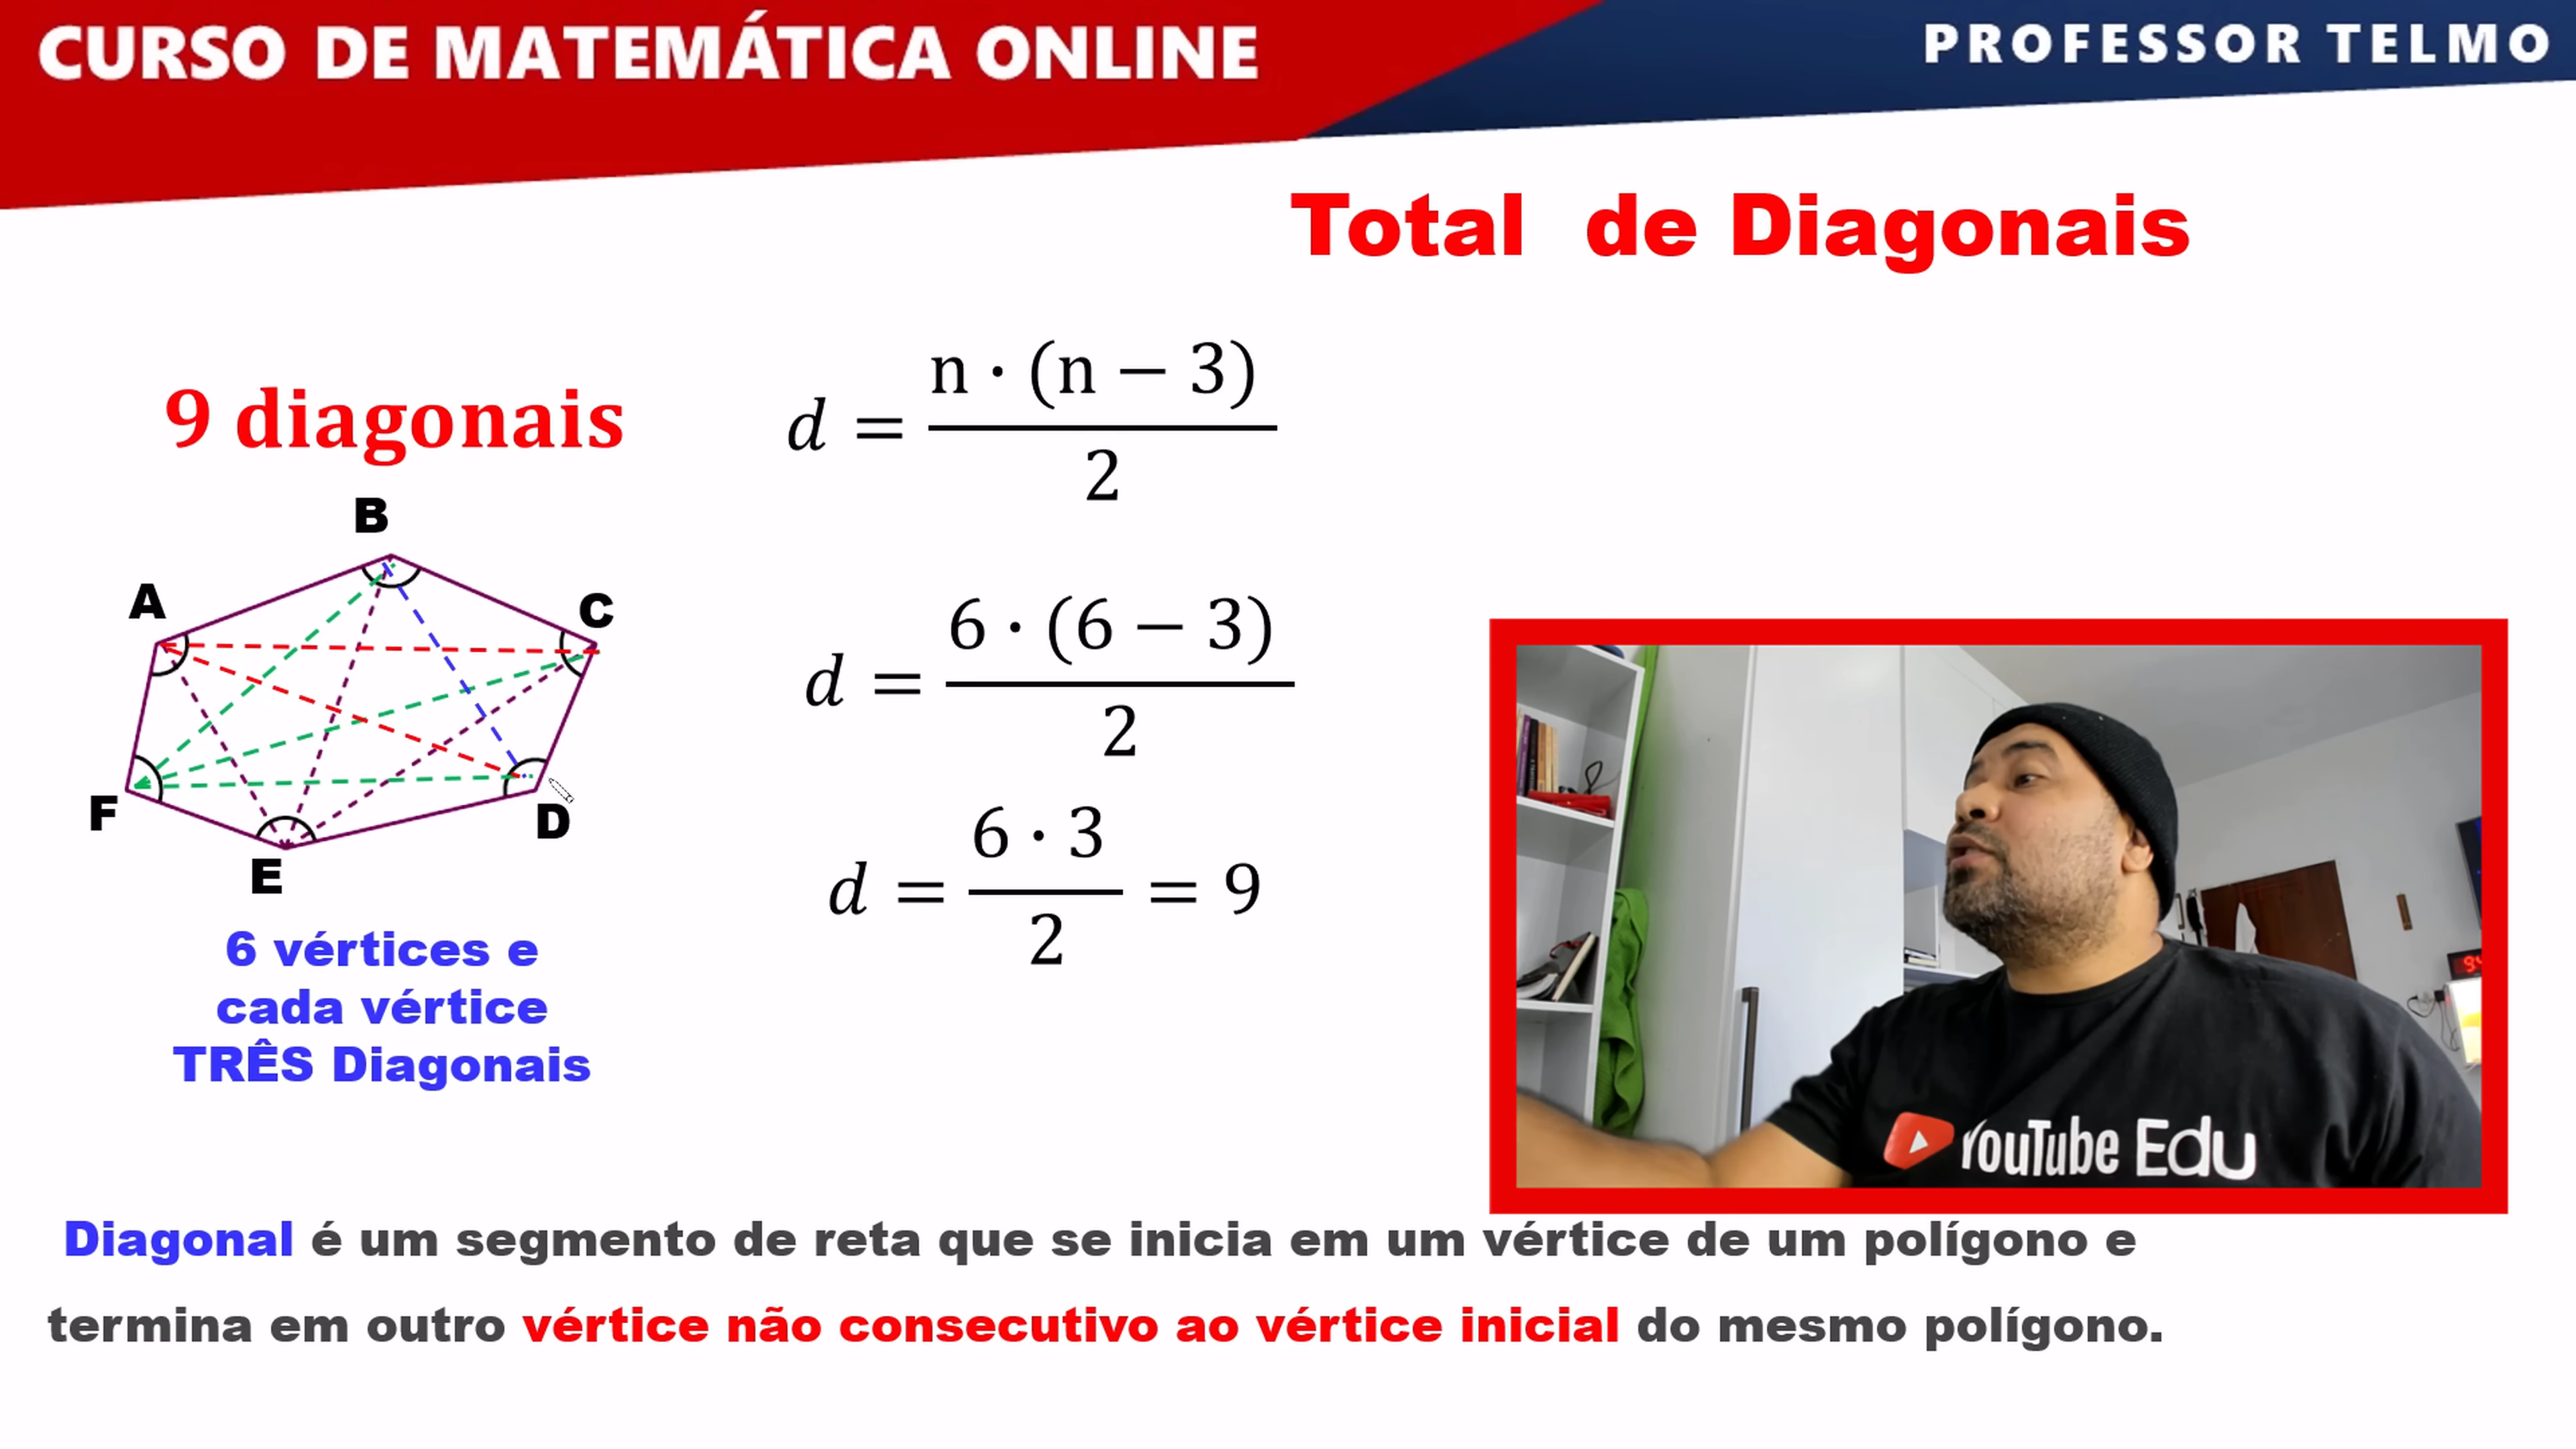 CURSO DE MATEMÁTICA ONLINE
PROFESSOR TELMO
Total de Diagonais
9 diagonais
B
A
C
F
D
E
6 vértices e
cada vértice
TRÊS Diagonais
d = n · (n − 3) / 2
d = 6 · (6 − 3) / 2
d = 6 · 3 / 2 = 9
YouTube Edu
Diagonal é um segmento de reta que se inicia em um vértice de um polígono e
termina em outro vértice não consecutivo ao vértice inicial do mesmo polígono.